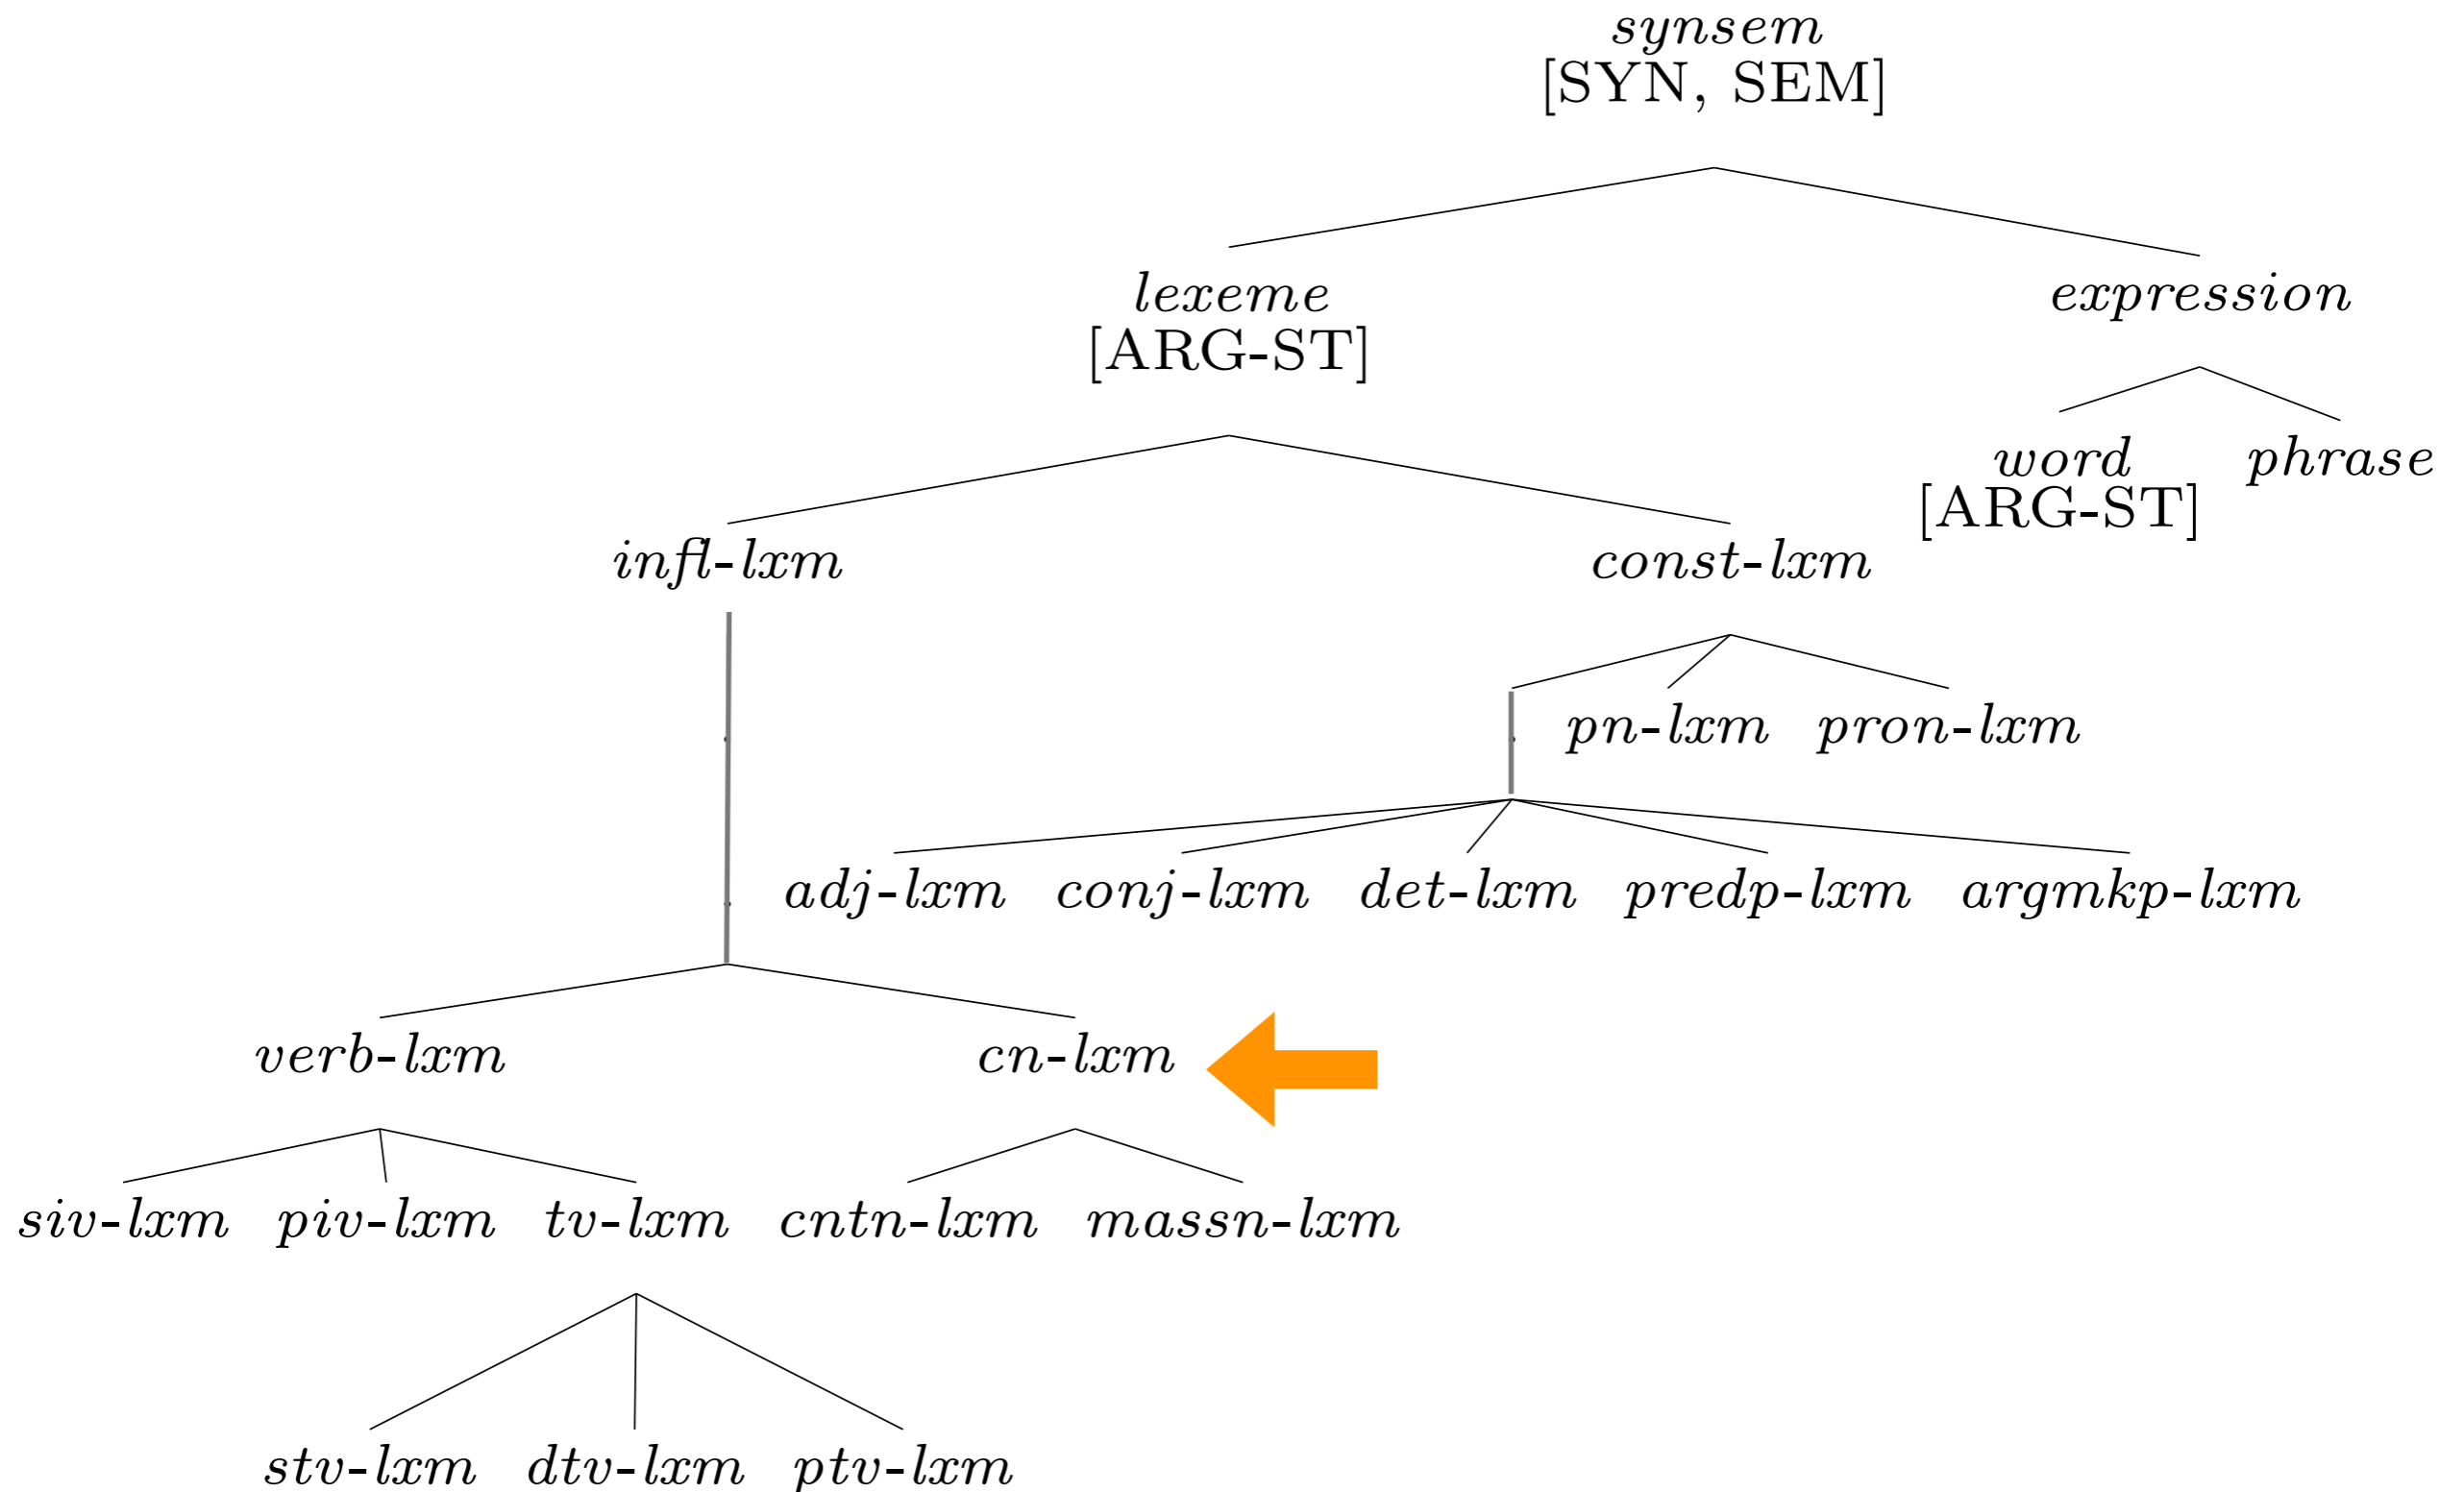 synsem
[SYN, SEM]
lexeme
[ARG-ST]
expression
word
[ARG-ST]
phrase
infl-lxm
const-lxm
pn-lxm pron-lxm
adj-lxm conj-lxm det-lxm predp-lxm argmkp-lxm
verb-lxm cn-lxm
siv-lxm piv-lxm tv-lxm cntn-lxm massn-lxm
stv-lxm dtv-lxm ptv-lxm